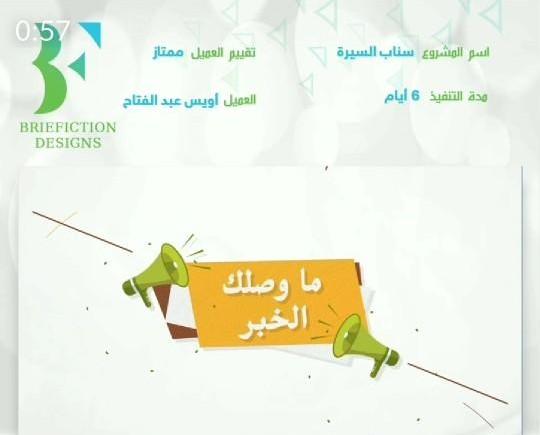 0:57
اسم المشروع سناب السيرة
تقييم العميل ممتاز
مدة التنفيذ 6 أيام
العميل أويس عبد الفتاح
BRIEFICTION
DESIGNS
ما وصلك
الخبر